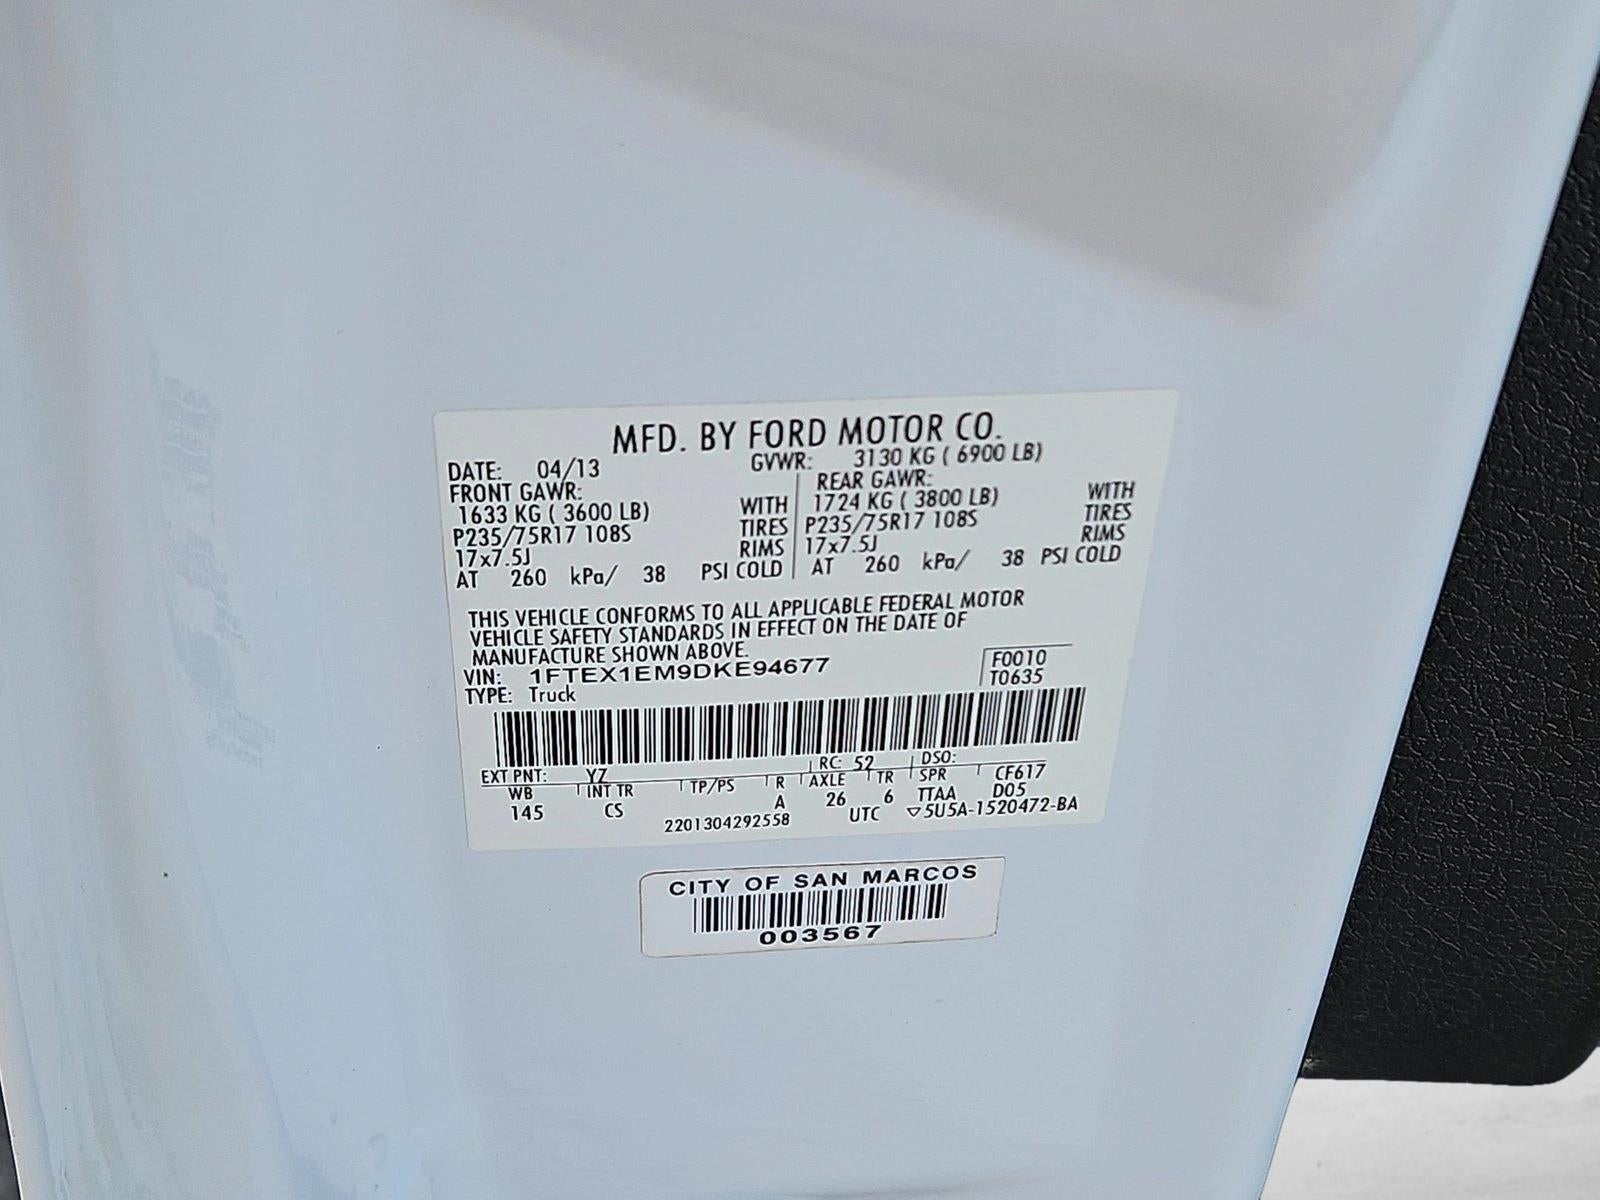 MFD. BY FORD MOTOR CO.
DATE: 04/13 GVWR: 3130 KG ( 6900 LB)
FRONT GAWR: REAR GAWR:
1633 KG ( 3600 LB) WITH 1724 KG ( 3800 LB) WITH
P235/75R17 108S TIRES P235/75R17 108S TIRES
17x7.5J RIMS 17x7.5J RIMS
AT 260 kPa/ 38 PSI COLD AT 260 kPa/ 38 PSI COLD
THIS VEHICLE CONFORMS TO ALL APPLICABLE FEDERAL MOTOR
VEHICLE SAFETY STANDARDS IN EFFECT ON THE DATE OF
MANUFACTURE SHOWN ABOVE.
VIN: 1FTEX1EM9DKE94677 F0010
TYPE: Truck T0635
EXT PNT: YZ RC: 52 DSO:
WB INT TR TP/PS R AXLE TR SPR CF617
145 CS A 26 6 TTAA D05
2201304292558 UTC ▽5U5A-1520472-BA
CITY OF SAN MARCOS
003567